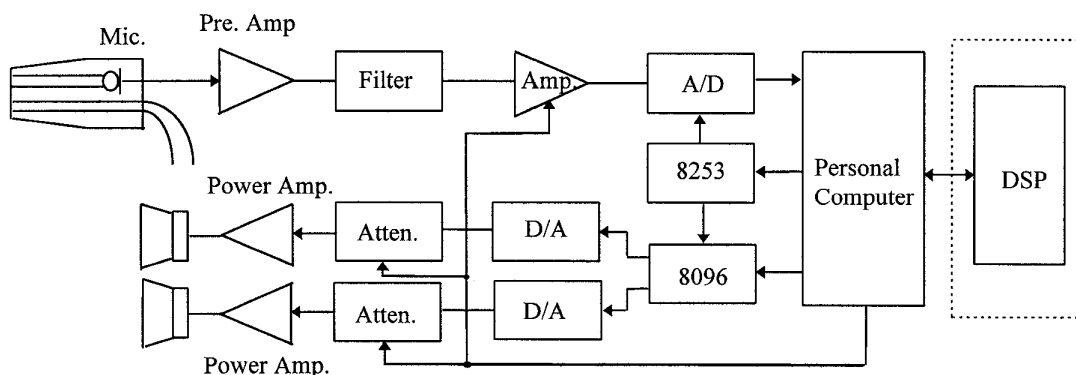 Mic.
Pre. Amp
Filter
Amp.
A/D
8253
Personal
Computer
DSP
Power Amp.
Atten.
D/A
8096
Atten.
D/A
Power Amp.